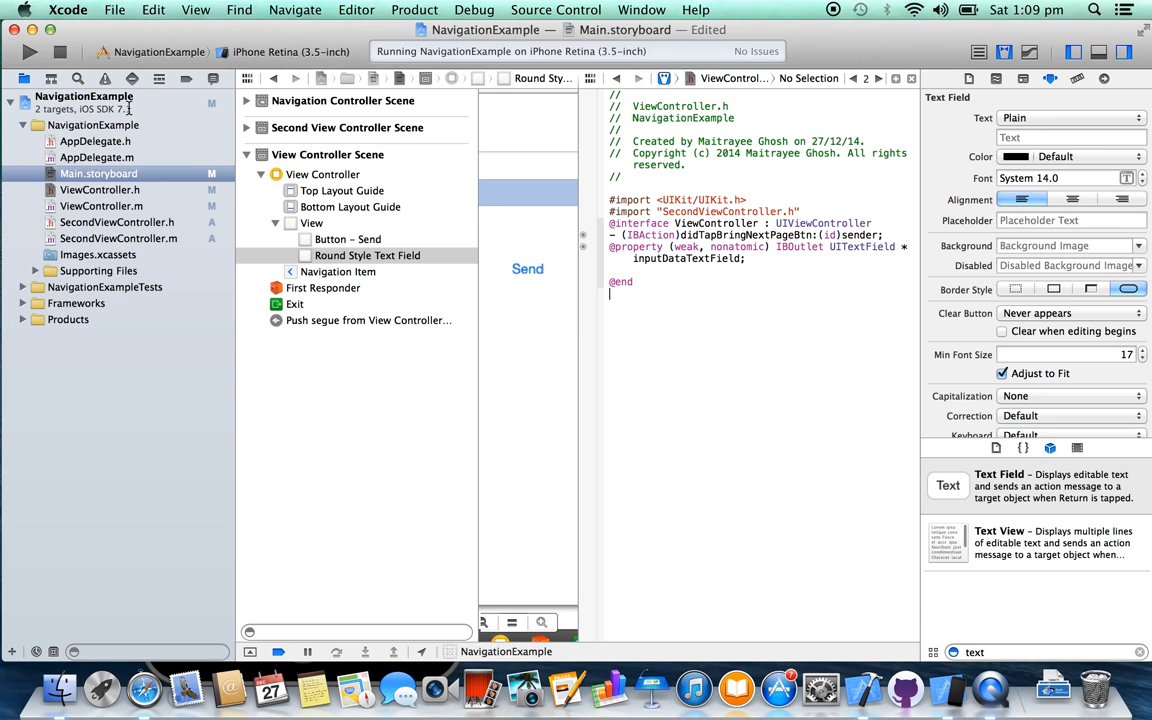 Xcode File Edit View Find Navigate Editor Product Debug Source Control Window Help Sat 1:09 pm
NavigationExample — Main.storyboard — Edited
NavigationExample iPhone Retina (3.5-inch) Running NavigationExample on iPhone Retina (3.5-inch) No Issues
Round Sty... ViewControl... No Selection 2
NavigationExample M
2 targets, iOS SDK 7.1
NavigationExample
AppDelegate.h
AppDelegate.m
Main.storyboard M
ViewController.h M
ViewController.m M
SecondViewController.h A
SecondViewController.m A
Images.xcassets
Supporting Files
NavigationExampleTests
Frameworks
Products
Navigation Controller Scene
Second View Controller Scene
View Controller Scene
View Controller
Top Layout Guide
Bottom Layout Guide
View
Button - Send
Round Style Text Field
Navigation Item
First Responder
Exit
Push segue from View Controller...
Send
//
// ViewController.h
// NavigationExample
//
// Created by Maitrayee Ghosh on 27/12/14.
// Copyright (c) 2014 Maitrayee Ghosh. All rights
reserved.
//
#import <UIKit/UIKit.h>
#import "SecondViewController.h"
@interface ViewController : UIViewController
- (IBAction)didTapBringNextPageBtn:(id)sender;
@property (weak, nonatomic) IBOutlet UITextField *
inputDataTextField;
@end
Text Field
Text Plain
Text
Color Default
Font System 14.0
Alignment
Placeholder Placeholder Text
Background Background Image
Disabled Disabled Background Image
Border Style
Clear Button Never appears
Clear when editing begins
Min Font Size 17
Adjust to Fit
Capitalization None
Correction Default
Keyboard Default
Text
Text Field - Displays editable text
and sends an action message to a
target object when Return is tapped.
Text View - Displays multiple lines
of editable text and sends an action
message to a target object when...
NavigationExample
text
27
7